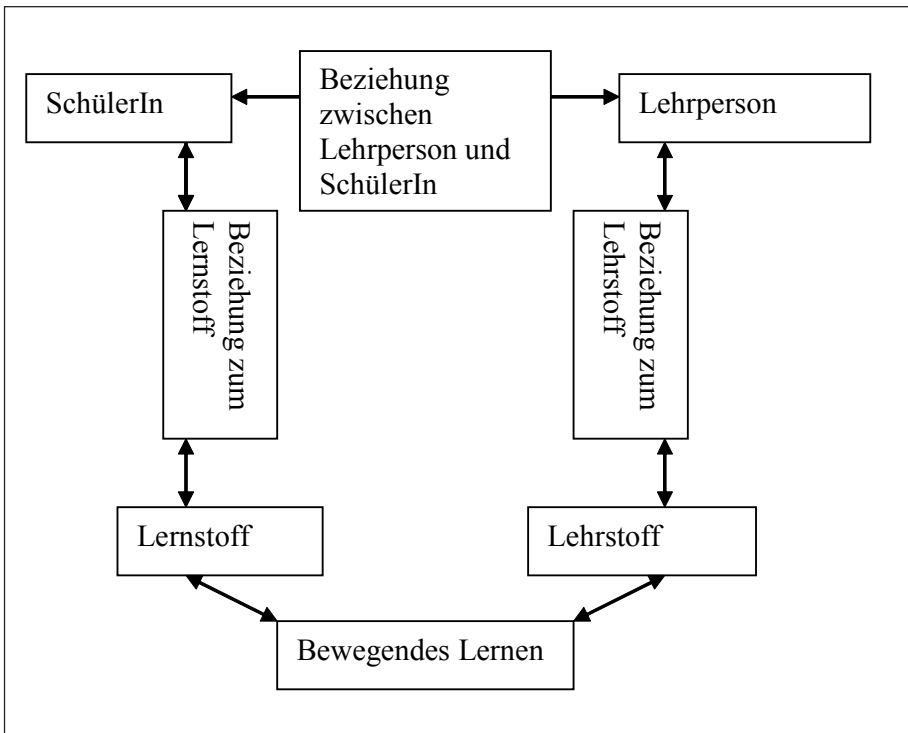 SchülerIn
Beziehung
zwischen
Lehrperson und
SchülerIn
Lehrperson
Beziehung zum
Lernstoff
Beziehung zum
Lehrstoff
Lernstoff
Lehrstoff
Bewegendes Lernen